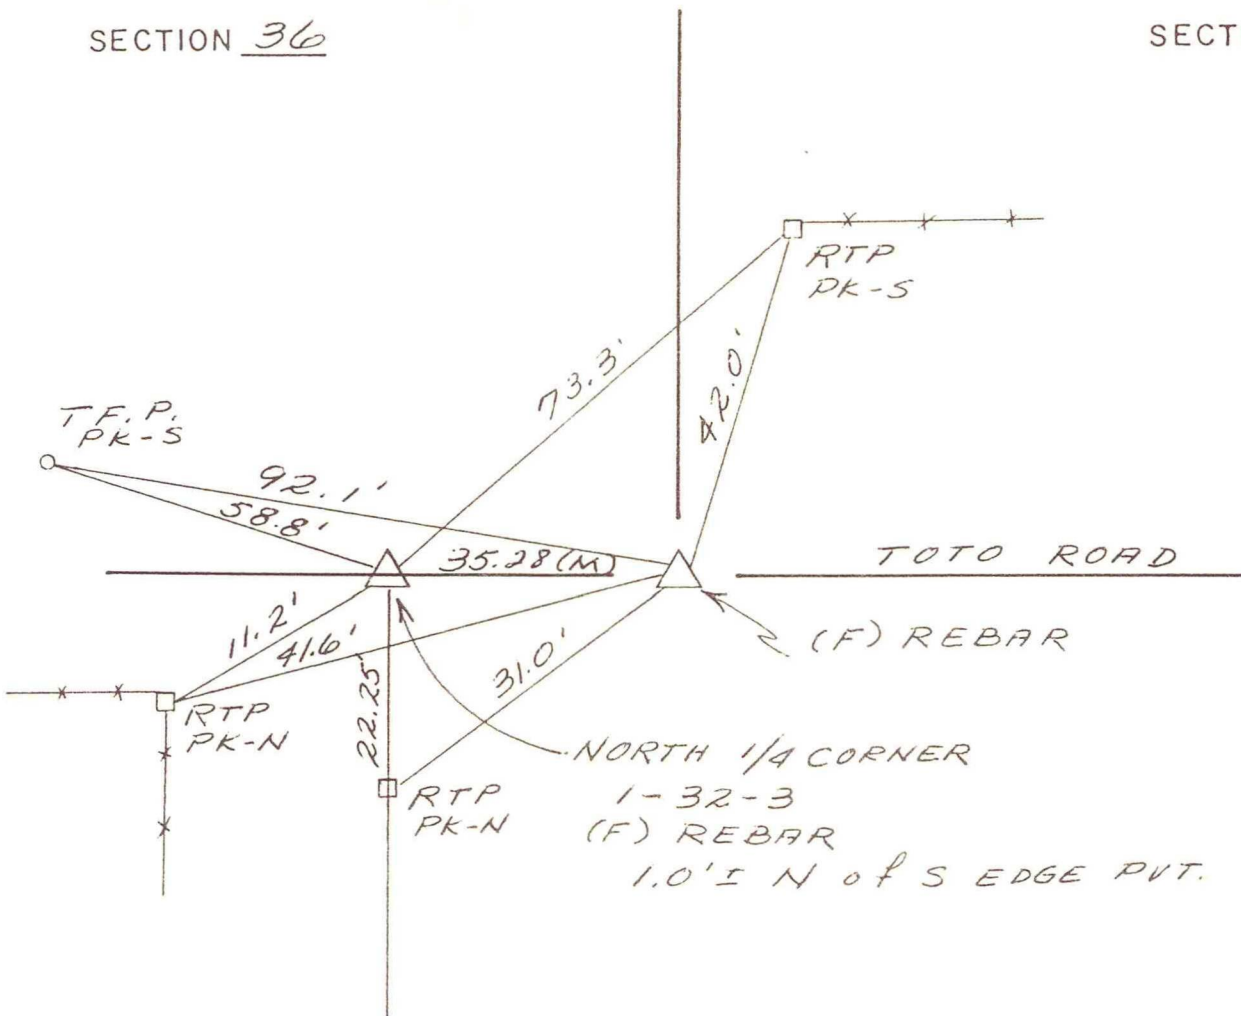 SECTION 36
SECT
RTP
PK-S
73.3'
42.0'
T.F.P.
PK-S
92.1'
58.8'
35.28(M)
TOTO ROAD
11.2'
41.6'
22.25
31.0'
(F) REBAR
RTP
PK-N
RTP
PK-N
NORTH 1/4 CORNER
1-32-3
(F) REBAR
1.0'± N of S EDGE PVT.